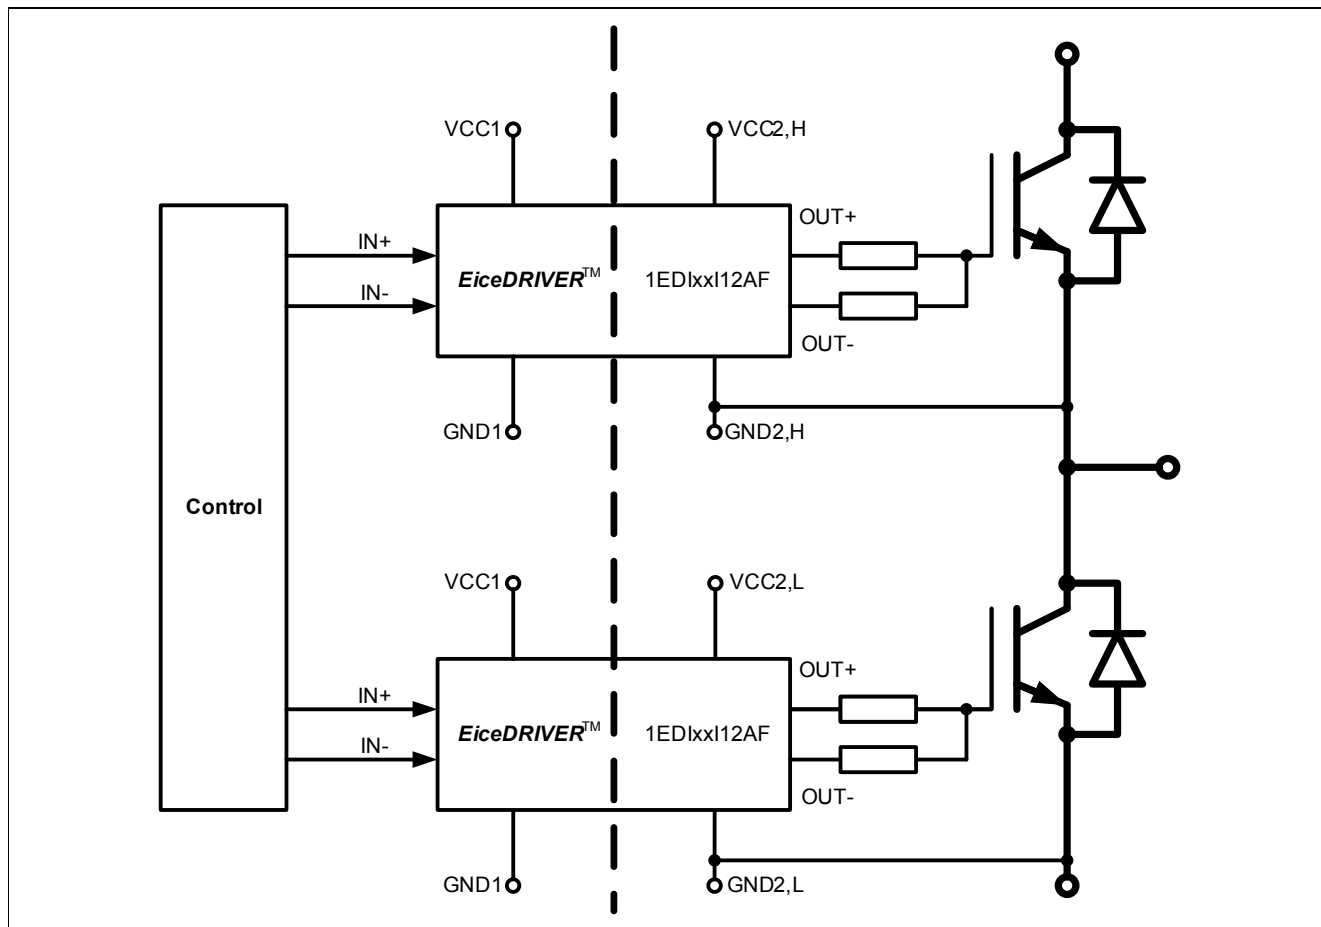 VCC1
VCC2,H
OUT+
IN+
EiceDRIVER™
1EDIxxI12AF
IN-
OUT-
GND1
GND2,H
Control
VCC1
VCC2,L
OUT+
IN+
EiceDRIVER™
1EDIxxI12AF
IN-
OUT-
GND1
GND2,L